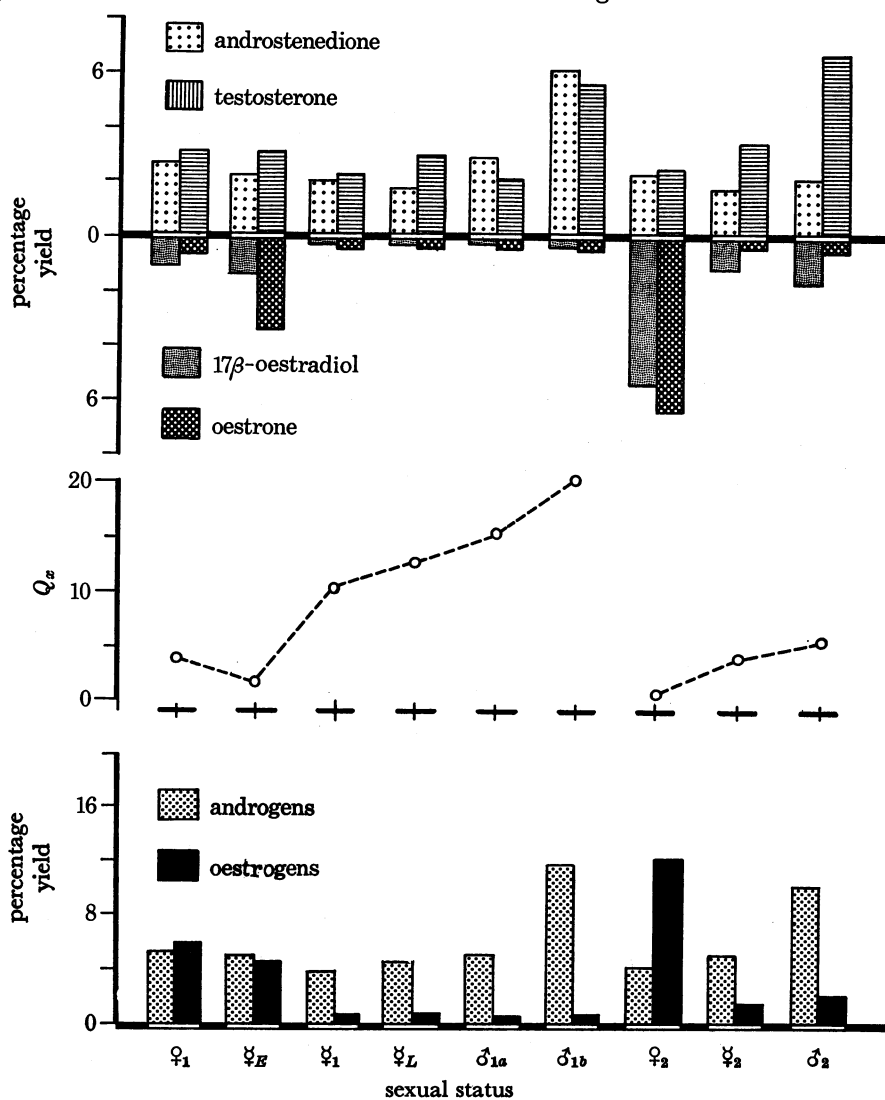 androstenedione
6
testosterone
percentage
yield
0
17β-oestradiol
6
oestrone
20
Qx
10
0
percentage
yield
16
androgens
oestrogens
8
0
♀1 ☿E ☿1 ☿L ♂1a ♂1b ♀2 ☿2 ♂2
sexual status